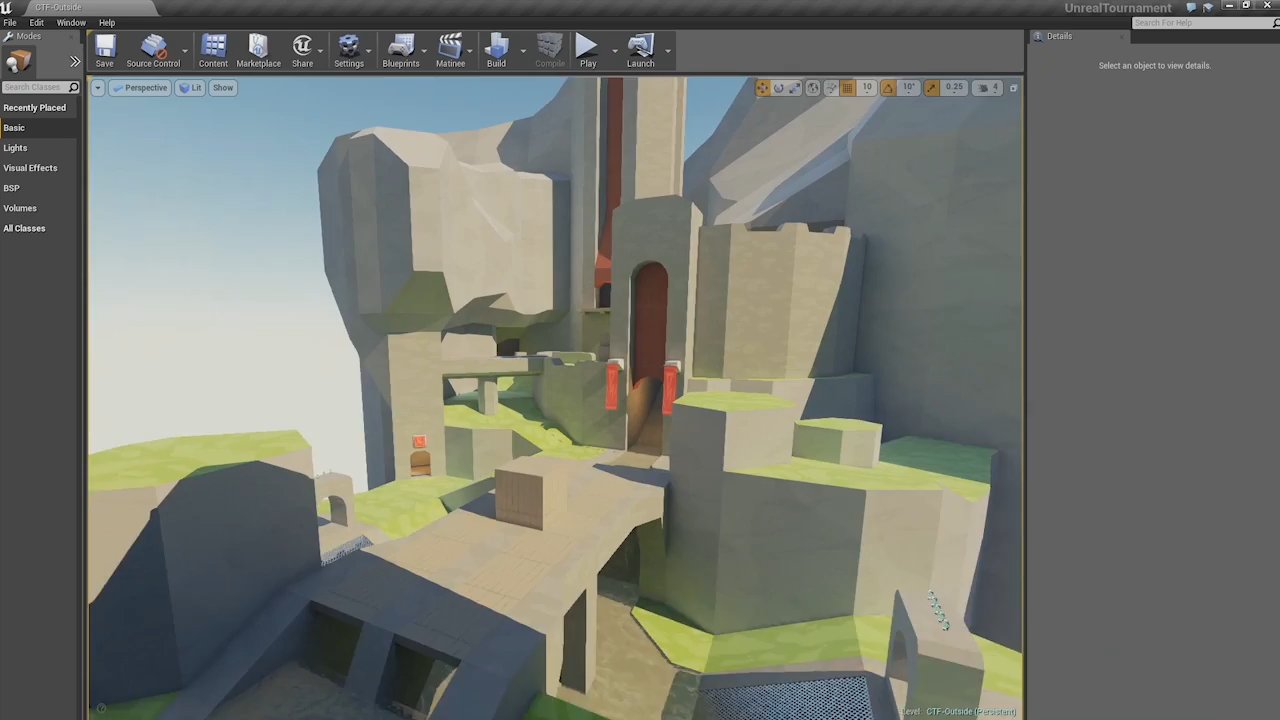 CTF-Outside
UnrealTournament
File Edit Window Help
Search For Help
Modes
Details
Save Source Control Content Marketplace Share Settings Blueprints Matinee Build Compile Play Launch
Select an object to view details.
Search Classes
Perspective Lit Show 10 10° 0.25 4
Recently Placed
Basic
Lights
Visual Effects
BSP
Volumes
All Classes
Level: CTF-Outside (Persistent)